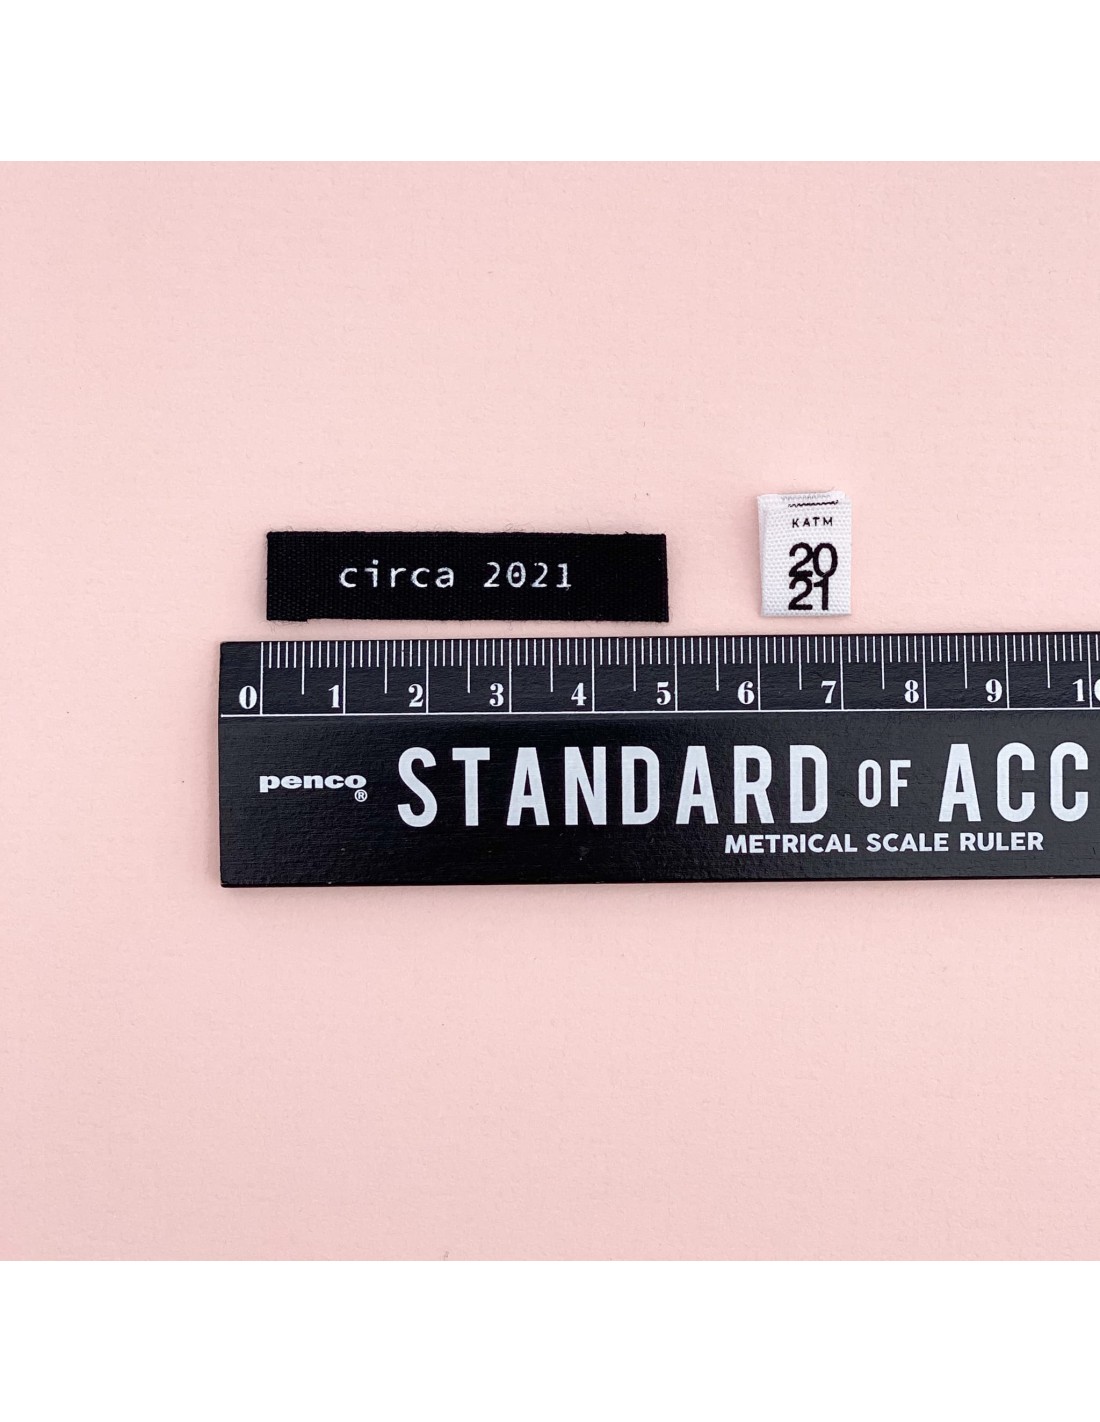 circa 2021
KATM
20
21
0 1 2 3 4 5 6 7 8 9
penco®
STANDARD OF ACC
METRICAL SCALE RULER